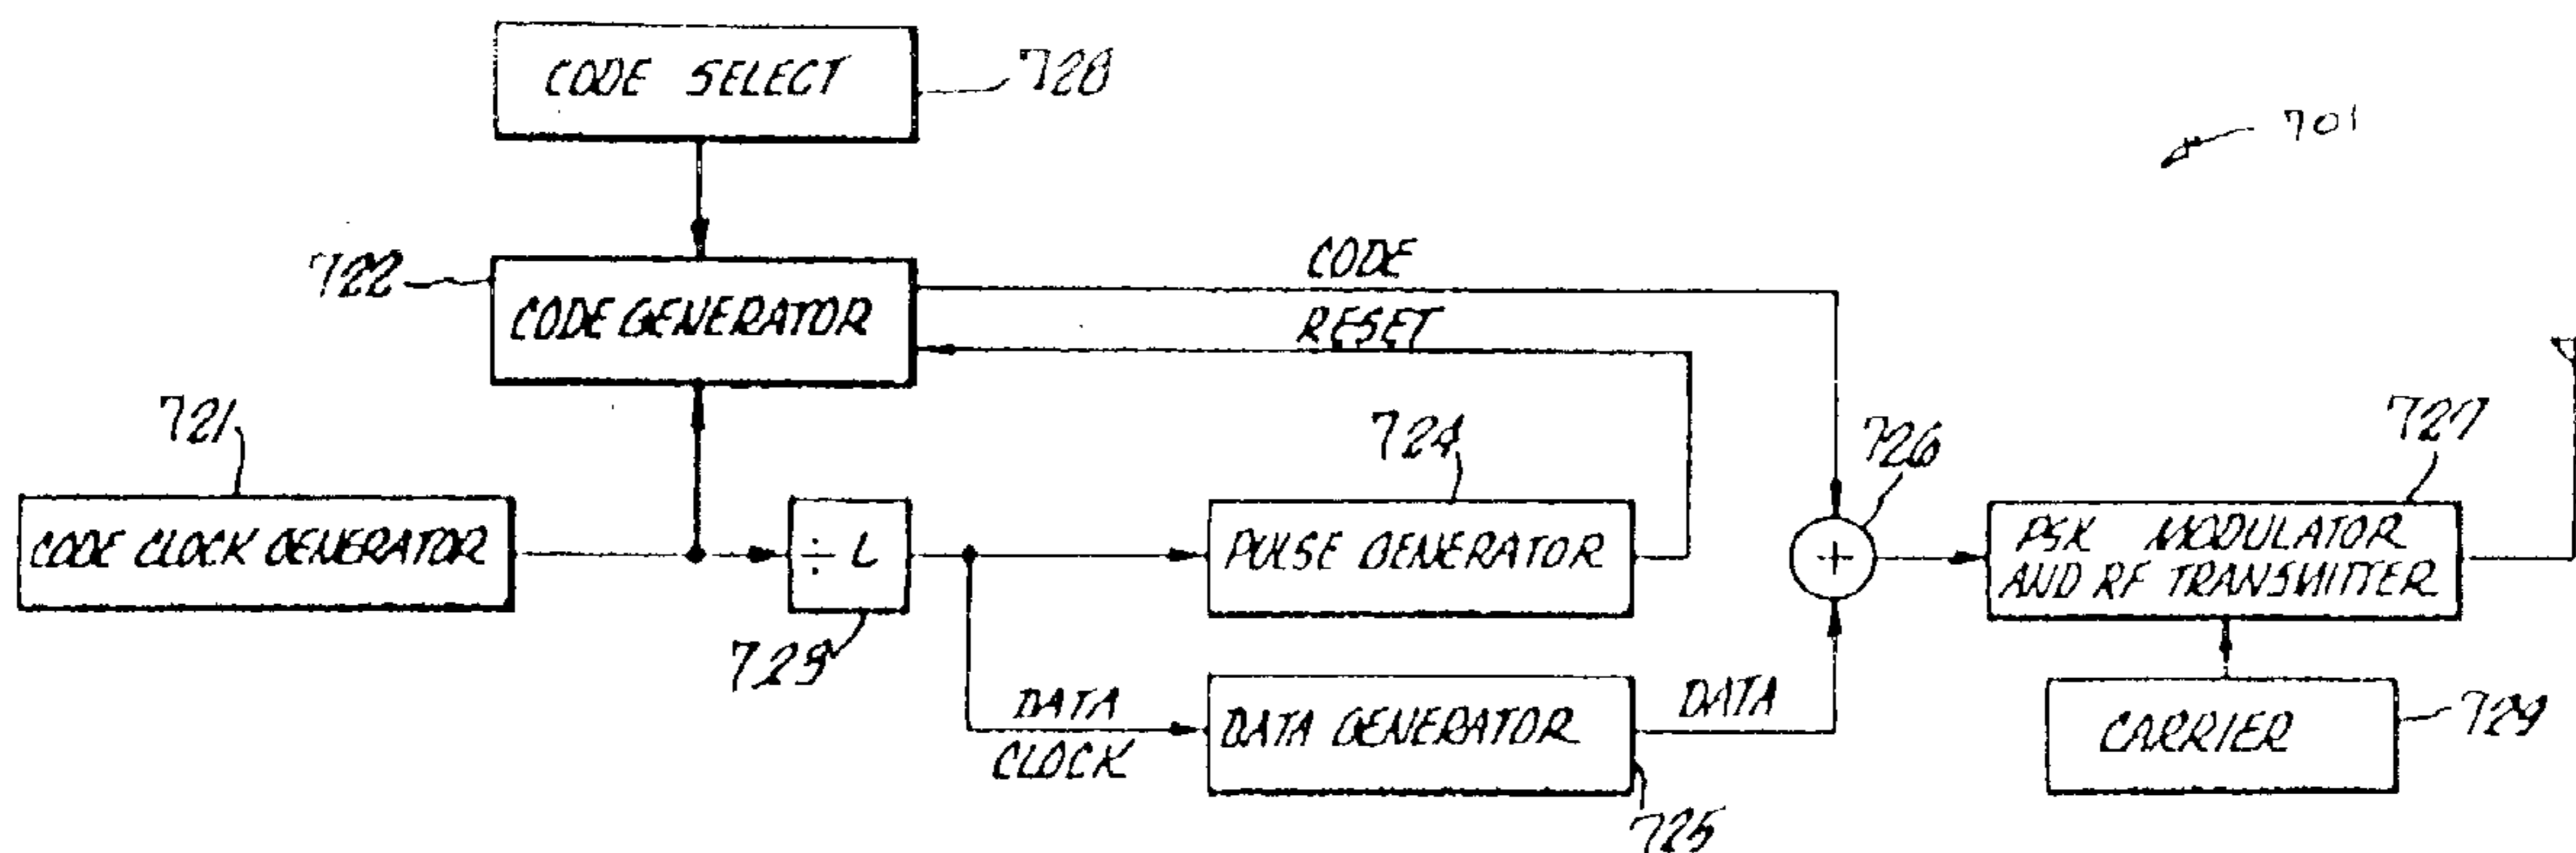 CODE SELECT
728
701
722
CODE GENERATOR
CODE
RESET
721
724
726
727
CODE CLOCK GENERATOR
÷ L
PULSE GENERATOR
+
PSK MODULATOR
AND RF TRANSMITTER
723
DATA
CLOCK
DATA GENERATOR
DATA
725
CARRIER
729